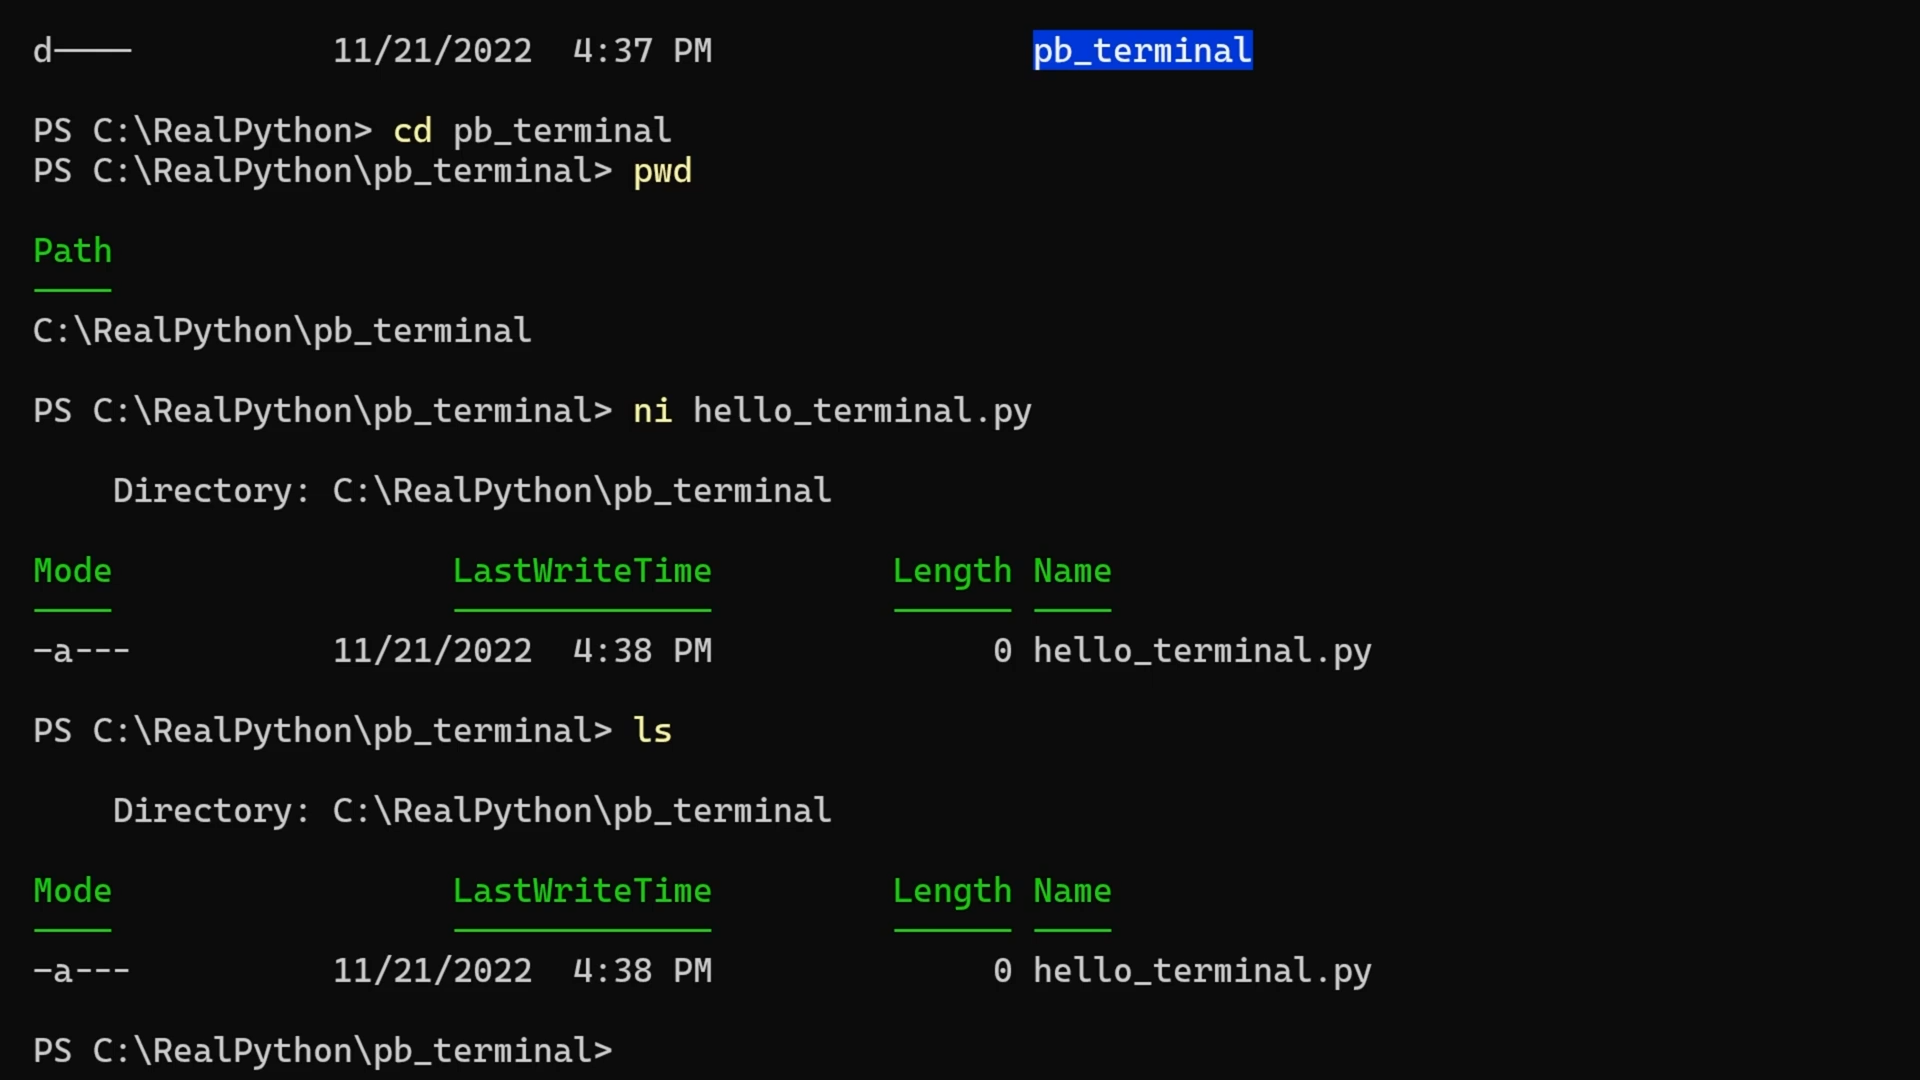 d---- 11/21/2022 4:37 PM pb_terminal
PS C:\RealPython> cd pb_terminal
PS C:\RealPython\pb_terminal> pwd
Path
----
C:\RealPython\pb_terminal
PS C:\RealPython\pb_terminal> ni hello_terminal.py
Directory: C:\RealPython\pb_terminal
Mode LastWriteTime Length Name
---- ------------- ------ ----
-a--- 11/21/2022 4:38 PM 0 hello_terminal.py
PS C:\RealPython\pb_terminal> ls
Directory: C:\RealPython\pb_terminal
Mode LastWriteTime Length Name
---- ------------- ------ ----
-a--- 11/21/2022 4:38 PM 0 hello_terminal.py
PS C:\RealPython\pb_terminal>